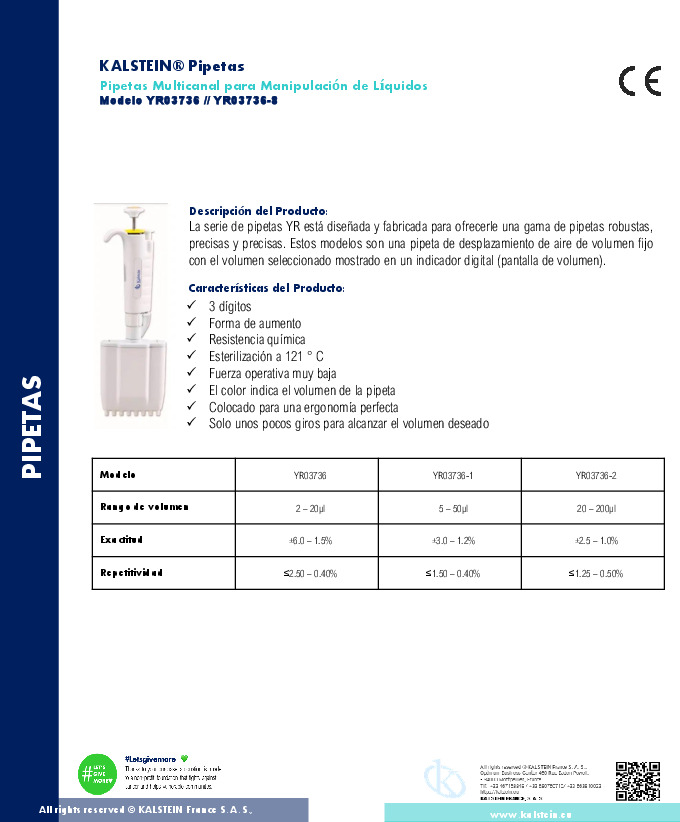 KALSTEIN® Pipetas
Pipetas Multicanal para Manipulación de Líquidos
Modelo YR03736 // YR03736-8
Descripción del Producto:
La serie de pipetas YR está diseñada y fabricada para ofrecerle una gama de pipetas robustas,
precisas y precisas. Estos modelos son una pipeta de desplazamiento de aire de volumen fijo
con el volumen seleccionado mostrado en un indicador digital (pantalla de volumen).
Características del Producto:
✓ 3 dígitos
✓ Forma de aumento
✓ Resistencia química
✓ Esterilización a 121 ° C
✓ Fuerza operativa muy baja
✓ El color indica el volumen de la pipeta
✓ Colocado para una ergonomía perfecta
✓ Solo unos pocos giros para alcanzar el volumen deseado
PIPETAS
Modelo YR03736 YR03736-1 YR03736-2
Rango de volumen 2 – 20µl 5 – 50µl 20 – 200µl
Exactitud ±6.0 – 1.5% ±3.0 – 1.2% ±2.5 – 1.0%
Repetitividad ≤2.50 – 0.40% ≤1.50 – 0.40% ≤1.25 – 0.50%
#Letsgivemore
# LET'S GIVE MORE
All rights reserved ©KALSTEIN France S. A. S.,
KALSTEIN FRANCE, S. A. S
All rights reserved © KALSTEIN France S.A.S.,